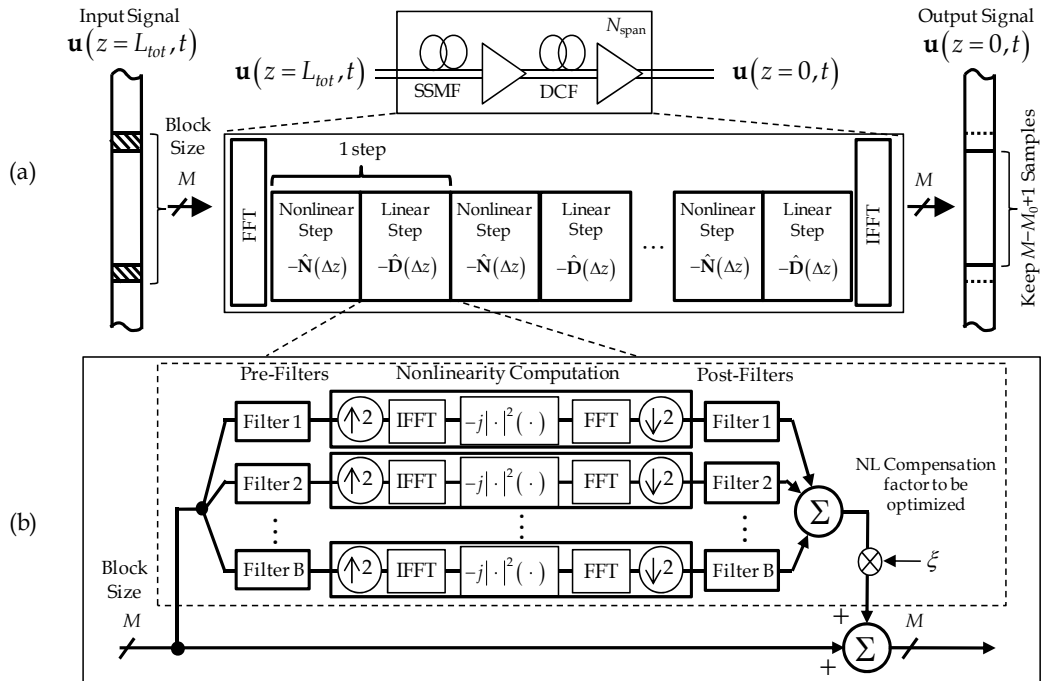 (a)
Input Signal
u(z = L_tot, t)
Block
Size
M
u(z = L_tot, t)
SSMF
DCF
N_span
u(z = 0, t)
Output Signal
u(z = 0, t)
1 step
FFT
Nonlinear
Step
−N̂(Δz)
Linear
Step
−D̂(Δz)
Nonlinear
Step
−N̂(Δz)
Linear
Step
−D̂(Δz)
...
Nonlinear
Step
−N̂(Δz)
Linear
Step
−D̂(Δz)
IFFT
M
Keep M−M₀+1 Samples
(b)
Pre-Filters
Nonlinearity Computation
Post-Filters
Filter 1
↑2
IFFT
−j|·|²(·)
FFT
↓2
Filter 1
Filter 2
↑2
IFFT
−j|·|²(·)
FFT
↓2
Filter 2
⋮
⋮
⋮
Filter B
↑2
IFFT
−j|·|²(·)
FFT
↓2
Filter B
Σ
NL Compensation
factor to be
optimized
ξ
Block
Size
M
+
+
Σ
M